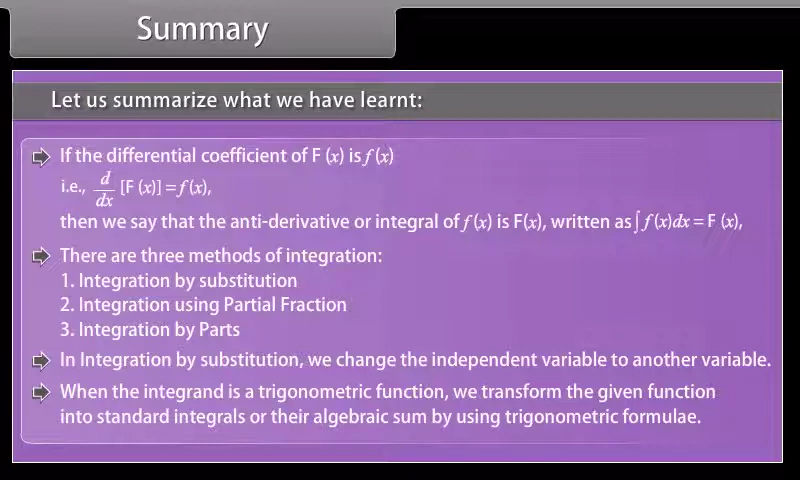 Summary
Let us summarize what we have learnt:
If the differential coefficient of F (x) is f (x)
i.e., d/dx [F (x)] = f(x),
then we say that the anti-derivative or integral of f (x) is F(x), written as ∫ f (x)dx = F (x),
There are three methods of integration:
1. Integration by substitution
2. Integration using Partial Fraction
3. Integration by Parts
In Integration by substitution, we change the independent variable to another variable.
When the integrand is a trigonometric function, we transform the given function
into standard integrals or their algebraic sum by using trigonometric formulae.